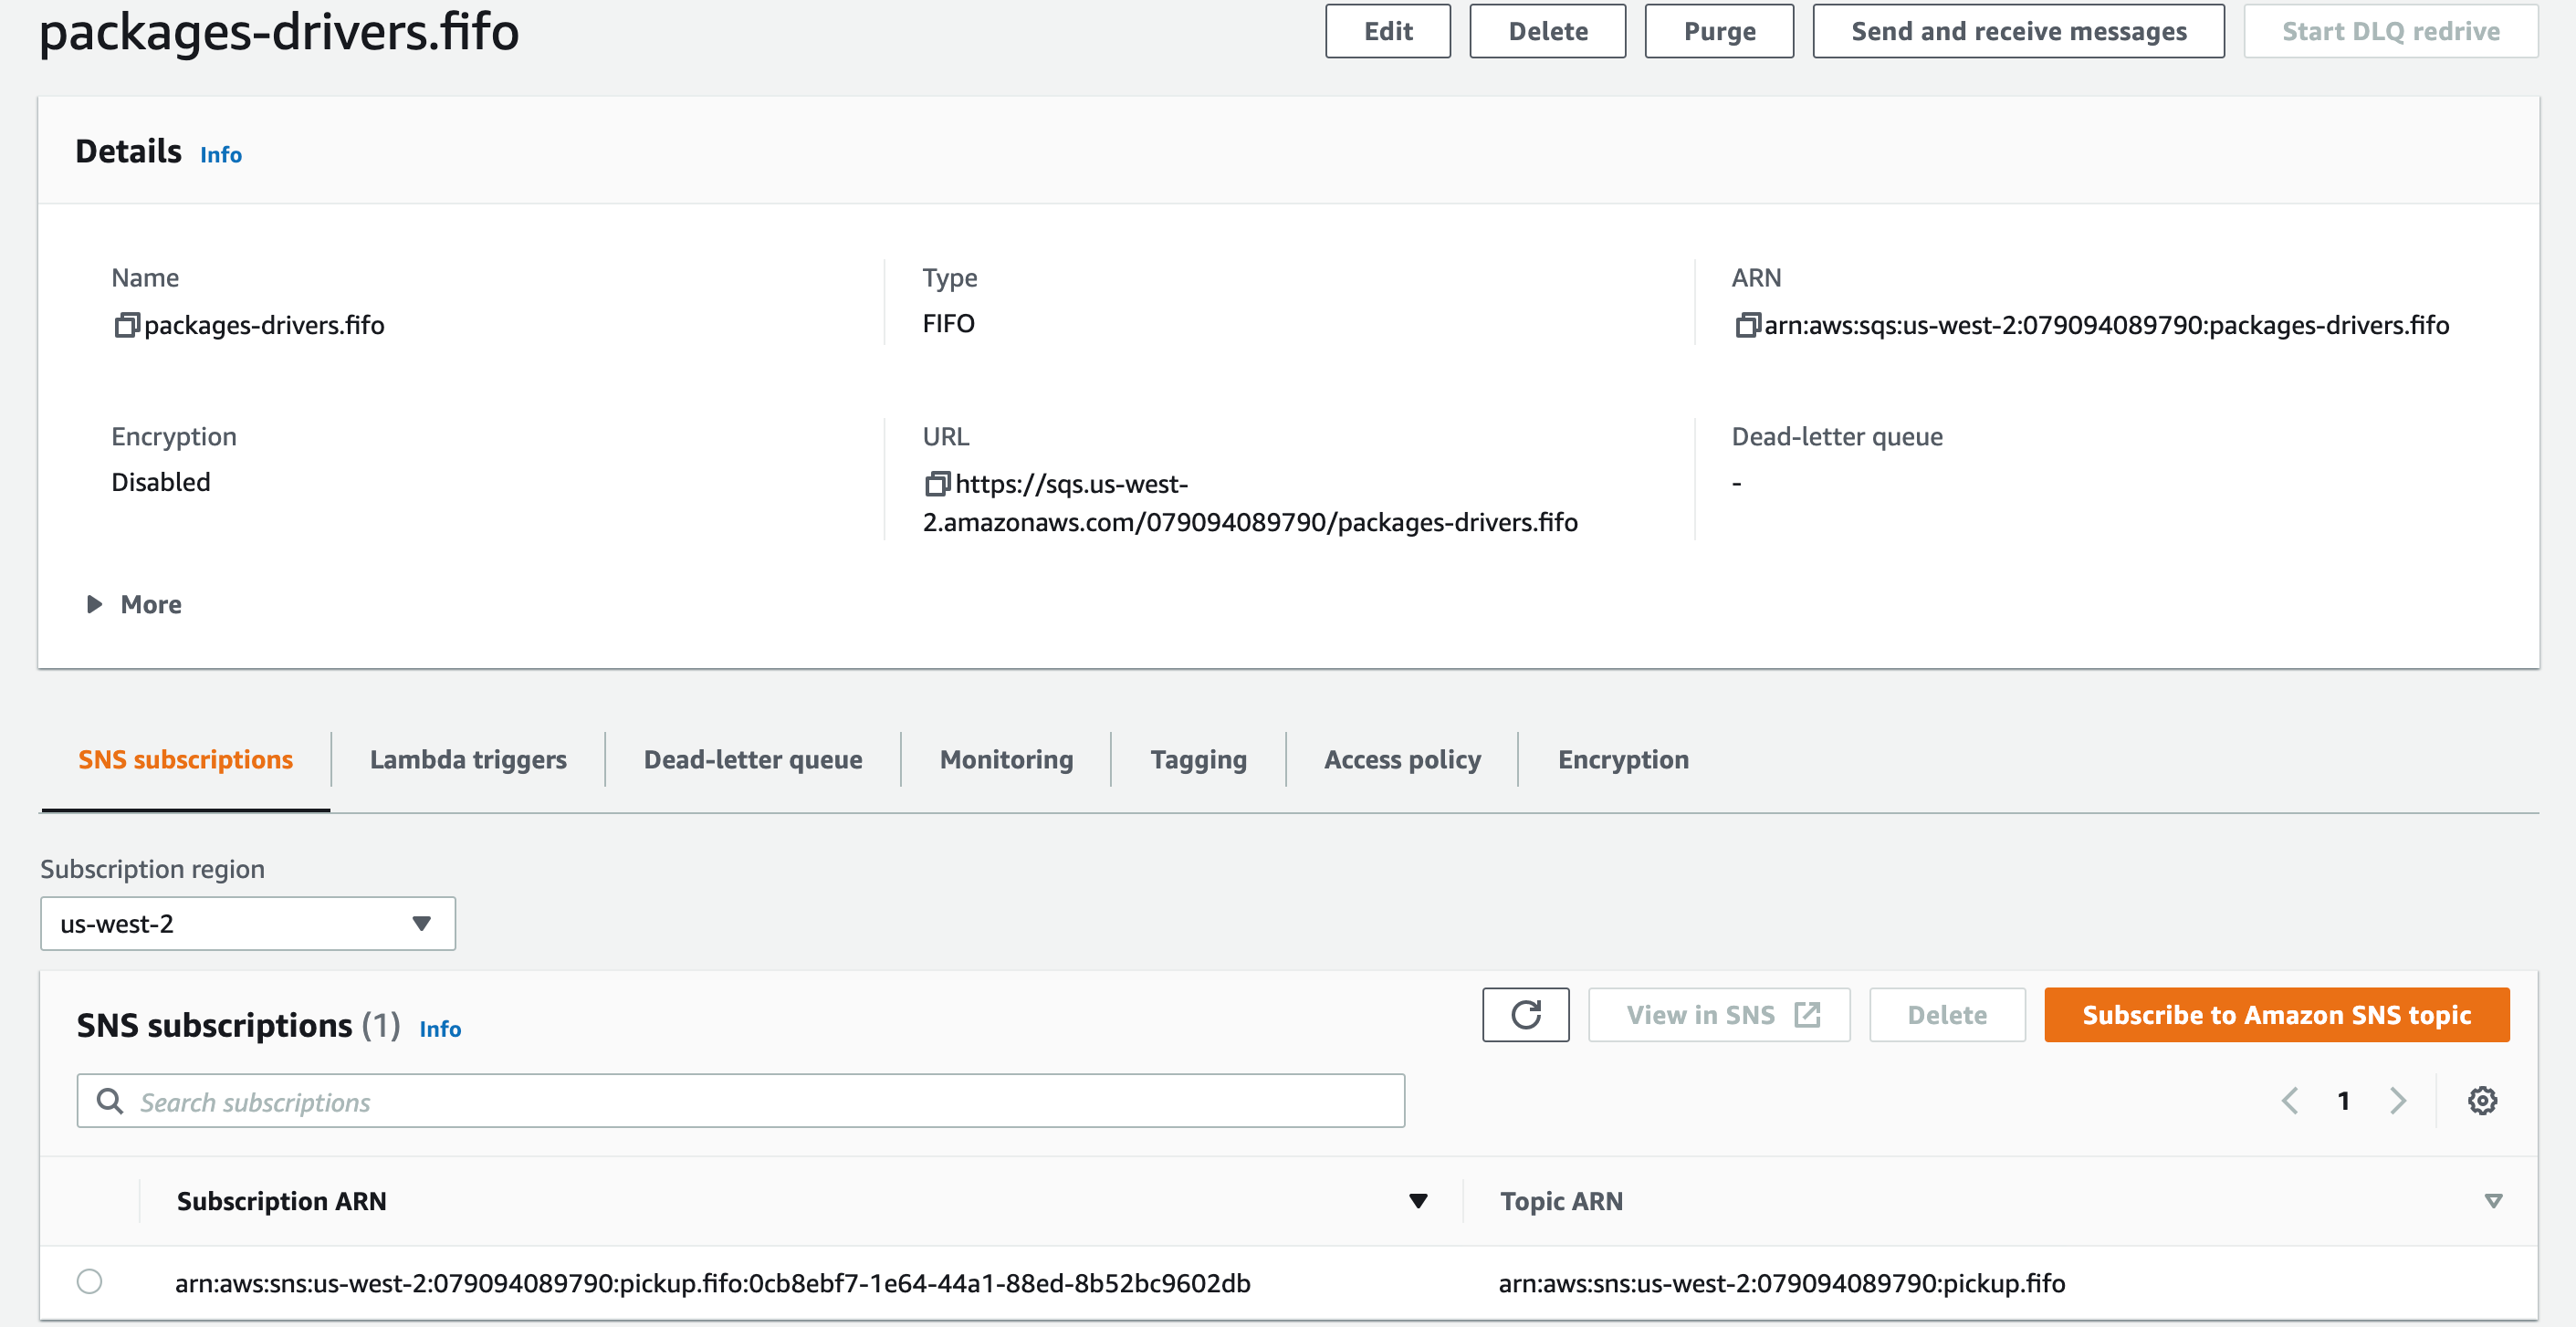 packages-drivers.fifo
Edit
Delete
Purge
Send and receive messages
Start DLQ redrive
Details Info
Name
packages-drivers.fifo
Type
FIFO
ARN
arn:aws:sqs:us-west-2:079094089790:packages-drivers.fifo
Encryption
Disabled
URL
https://sqs.us-west-
2.amazonaws.com/079094089790/packages-drivers.fifo
Dead-letter queue
-
More
SNS subscriptions
Lambda triggers
Dead-letter queue
Monitoring
Tagging
Access policy
Encryption
Subscription region
us-west-2
SNS subscriptions (1) Info
View in SNS
Delete
Subscribe to Amazon SNS topic
Search subscriptions
1
Subscription ARN
Topic ARN
arn:aws:sns:us-west-2:079094089790:pickup.fifo:0cb8ebf7-1e64-44a1-88ed-8b52bc9602db
arn:aws:sns:us-west-2:079094089790:pickup.fifo